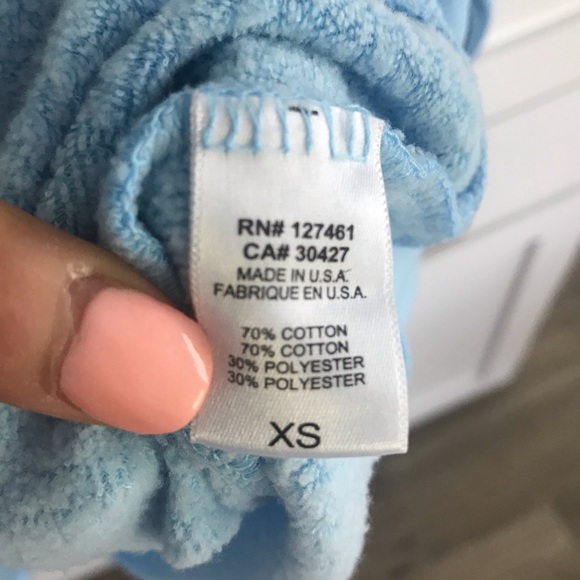 RN# 127461
CA# 30427
MADE IN U.S.A.
FABRIQUE EN U.S.A.
70% COTTON
70% COTTON
30% POLYESTER
30% POLYESTER
XS